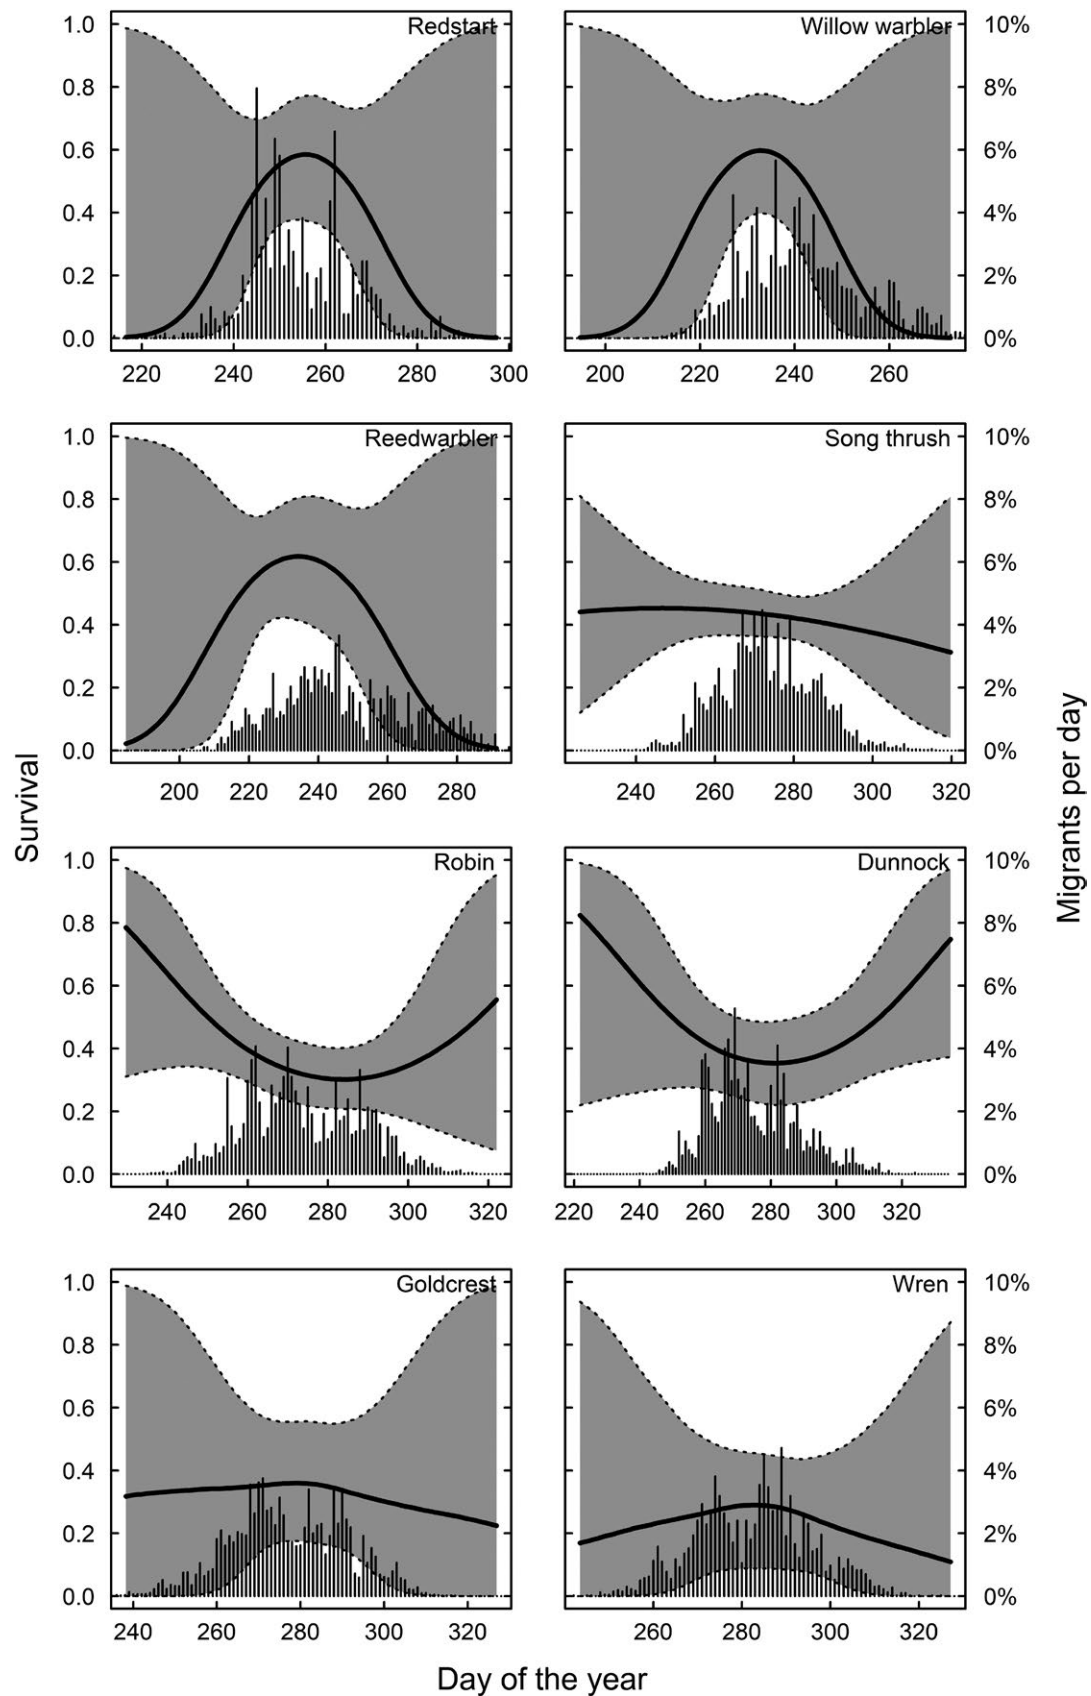 Redstart
Willow warbler
1.0
0.8
0.6
0.4
0.2
0.0
10%
8%
6%
4%
2%
0%
220 240 260 280 300
200 220 240 260
Reedwarbler
Song thrush
1.0
0.8
0.6
0.4
0.2
0.0
10%
8%
6%
4%
2%
0%
200 220 240 260 280
240 260 280 300 320
Survival
Migrants per day
Robin
Dunnock
1.0
0.8
0.6
0.4
0.2
0.0
10%
8%
6%
4%
2%
0%
240 260 280 300 320
220 240 260 280 300 320
Goldcrest
Wren
1.0
0.8
0.6
0.4
0.2
0.0
10%
8%
6%
4%
2%
0%
240 260 280 300 320
260 280 300 320
Day of the year